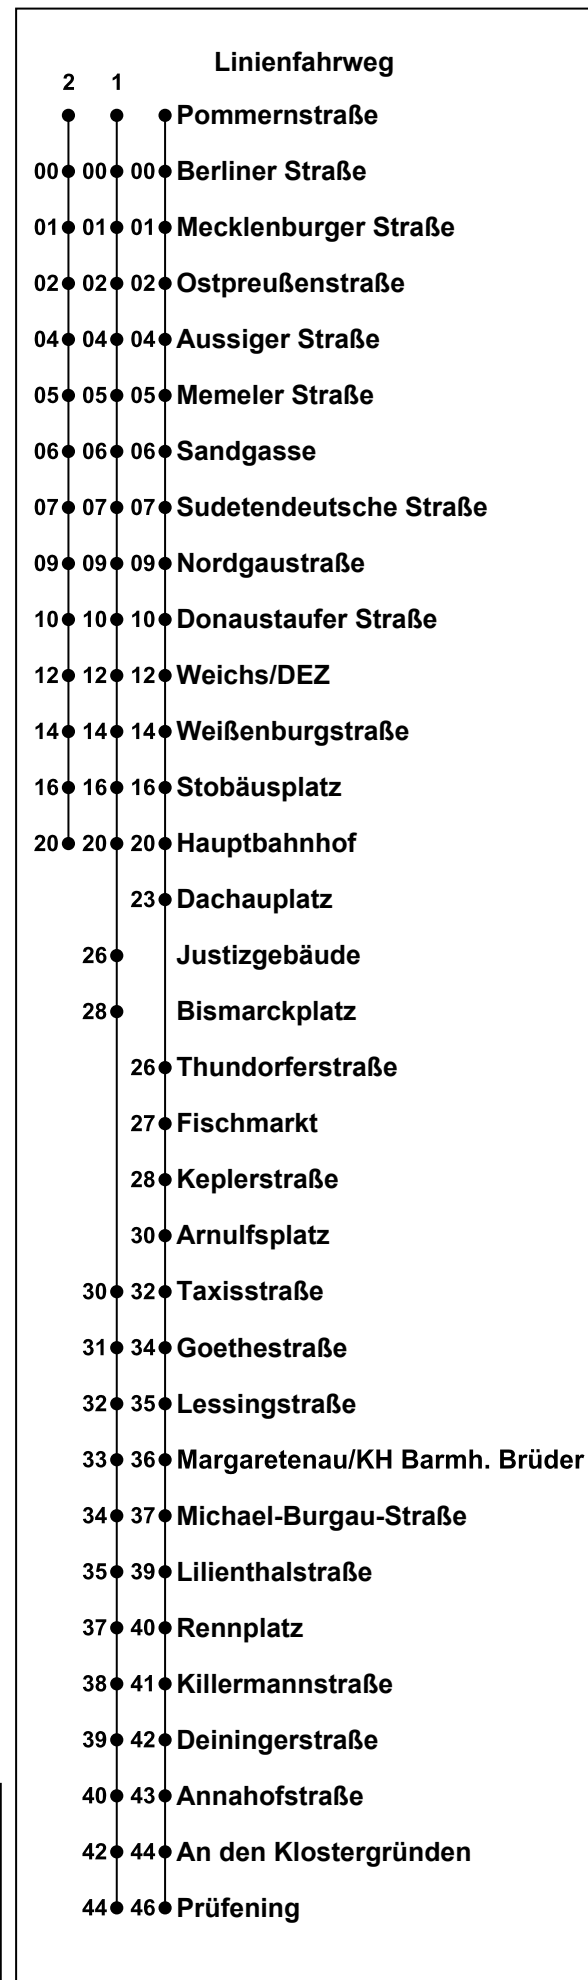 Linienfahrweg
2 1
Pommernstraße
00 00 00 Berliner Straße
01 01 01 Mecklenburger Straße
02 02 02 Ostpreußenstraße
04 04 04 Aussiger Straße
05 05 05 Memeler Straße
06 06 06 Sandgasse
07 07 07 Sudetendeutsche Straße
09 09 09 Nordgaustraße
10 10 10 Donaustaufer Straße
12 12 12 Weichs/DEZ
14 14 14 Weißenburgstraße
16 16 16 Stobäusplatz
20 20 20 Hauptbahnhof
23 Dachauplatz
26 Justizgebäude
28 Bismarckplatz
26 Thundorferstraße
27 Fischmarkt
28 Keplerstraße
30 Arnulfsplatz
30 32 Taxisstraße
31 34 Goethestraße
32 35 Lessingstraße
33 36 Margaretenau/KH Barmh. Brüder
34 37 Michael-Burgau-Straße
35 39 Lilienthalstraße
37 40 Rennplatz
38 41 Killermannstraße
39 42 Deiningerstraße
40 43 Annahofstraße
42 44 An den Klostergründen
44 46 Prüfening